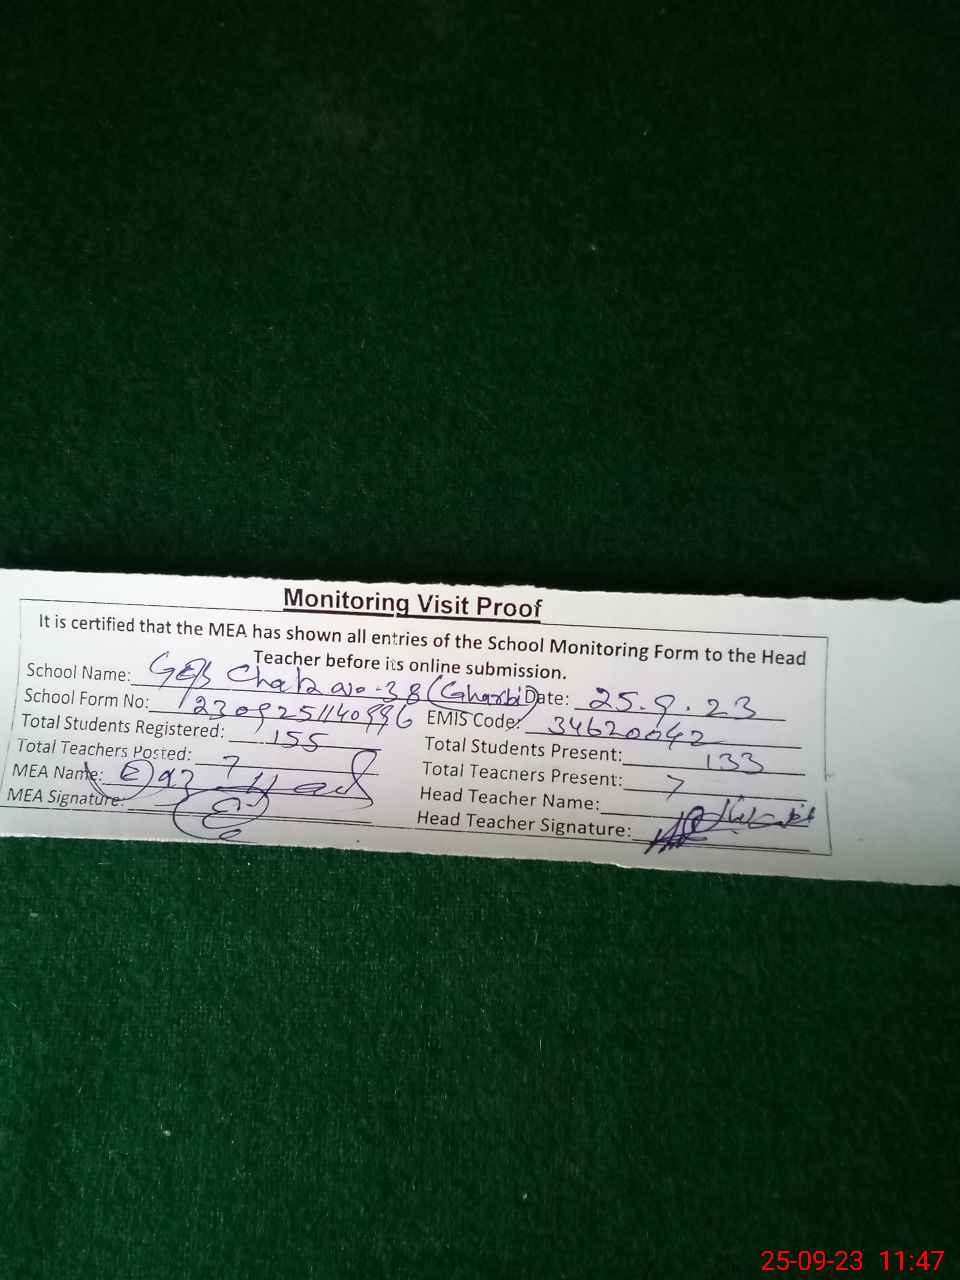 Monitoring Visit Proof
It is certified that the MEA has shown all entries of the School Monitoring Form to the Head
Teacher before its online submission.
School Name: GES Chak No. 38 (Gharbi) Date: 25.9.23
School Form No: 2309251140996 EMIS Code: 34620042
Total Students Registered: 155 Total Students Present: 133
Total Teachers Posted: 7 Total Teachers Present: 7
MEA Name: Head Teacher Name:
MEA Signature: Head Teacher Signature:
25-09-23 11:47